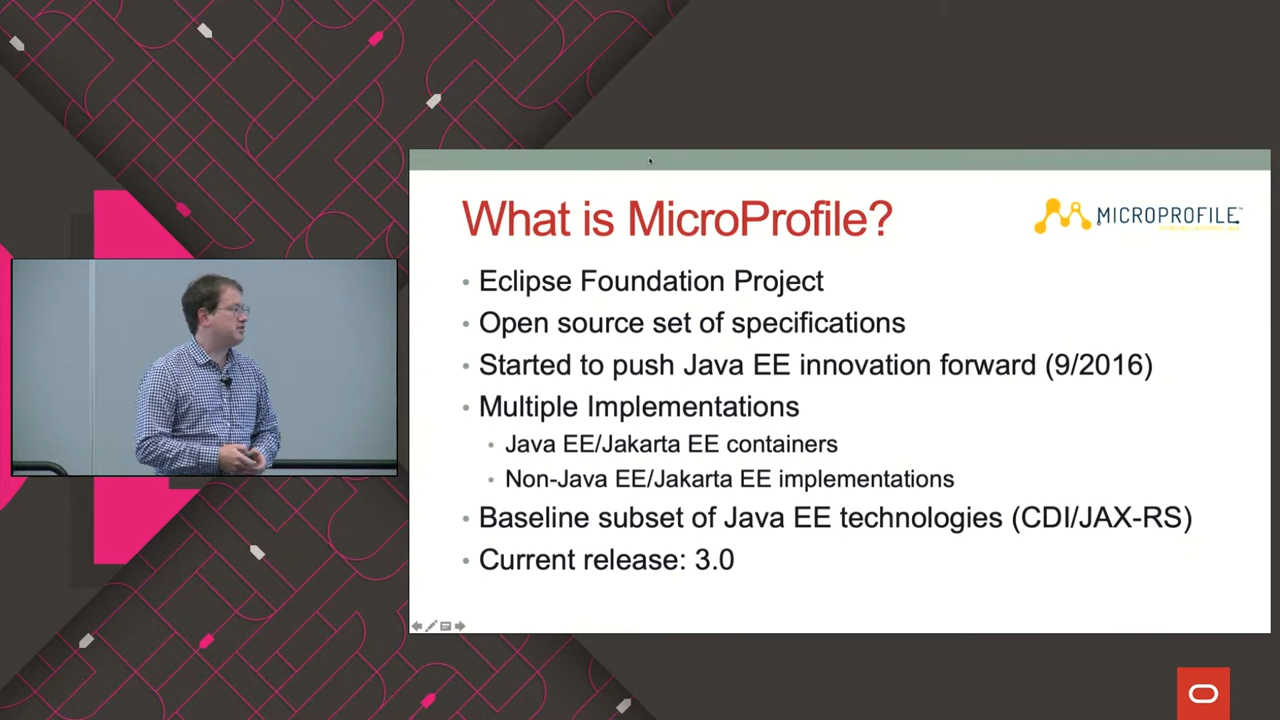 What is MicroProfile?
MICROPROFILE™
Eclipse Foundation Project
Open source set of specifications
Started to push Java EE innovation forward (9/2016)
Multiple Implementations
Java EE/Jakarta EE containers
Non-Java EE/Jakarta EE implementations
Baseline subset of Java EE technologies (CDI/JAX-RS)
Current release: 3.0